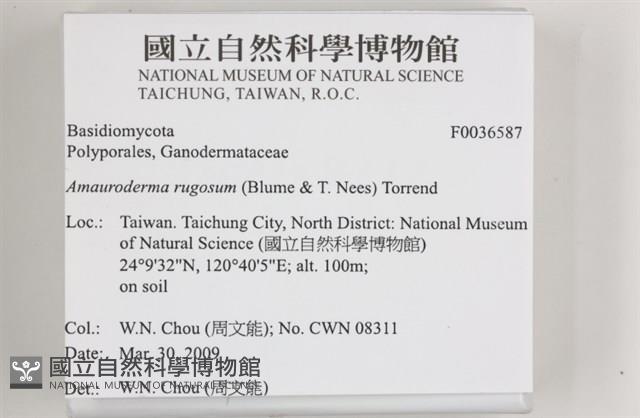 國立自然科學博物館
NATIONAL MUSEUM OF NATURAL SCIENCE
TAICHUNG, TAIWAN, R.O.C.
Basidiomycota F0036587
Polyporales, Ganodermataceae
Amauroderma rugosum (Blume & T. Nees) Torrend
Loc.: Taiwan. Taichung City, North District: National Museum
of Natural Science (國立自然科學博物館)
24°9'32"N, 120°40'5"E; alt. 100m;
on soil
Col.: W.N. Chou (周文能); No. CWN 08311
Date: Mar. 30, 2009
國立自然科學博物館
NATIONAL MUSEUM OF NATURAL SCIENCE
Det.: W.N. Chou (周文能)